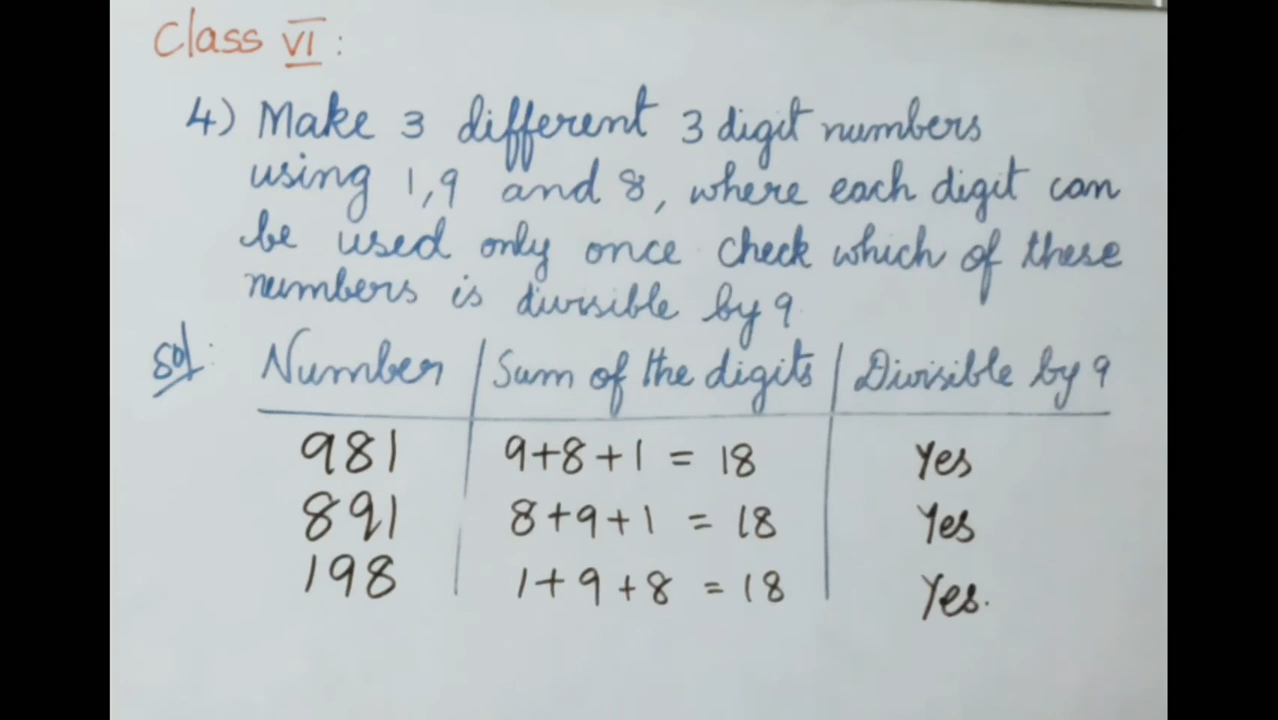 Class VI:
4) Make 3 different 3 digit numbers
using 1,9 and 8, where each digit can
be used only once check which of these
numbers is divisible by 9.
Sol: Number | Sum of the digits | Divisible by 9
981 | 9+8+1 = 18 | Yes
891 | 8+9+1 = 18 | Yes
198 | 1+9+8 = 18 | Yes.